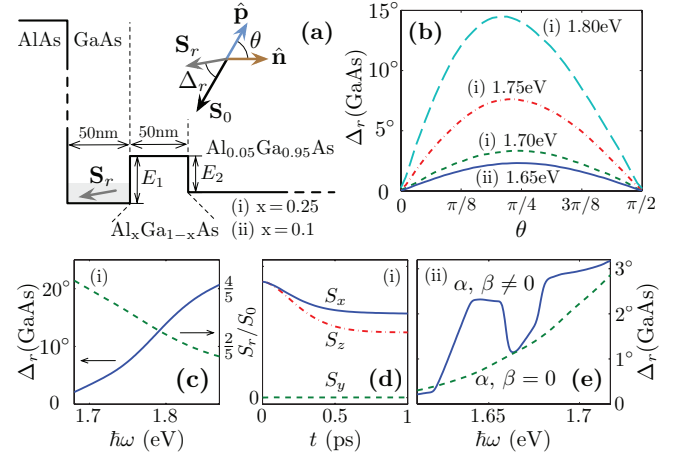 (a)
AlAs GaAs
p̂
S_r θ n̂
Δ_r
S_0
50nm 50nm
Al_0.05Ga_0.95As
S_r E_1 E_2
(i) x=0.25
Al_xGa_1−xAs (ii) x=0.1
(b)
Δ_r(GaAs)
15°
10°
5°
0
(i) 1.80eV
(i) 1.75eV
(i) 1.70eV
(ii) 1.65eV
0 π/8 π/4 3π/8 π/2
θ
(i)
Δ_r(GaAs)
20°
10°
0
4/5
2/5
S_r/S_0
(c)
1.7 1.8
ħω (eV)
(i)
S_x
S_z
S_y
0
(d)
0 0.5 1
t (ps)
(ii)
α, β≠0
α, β=0
3°
2°
1°
0
Δ_r(GaAs)
(e)
1.65 1.7
ħω (eV)